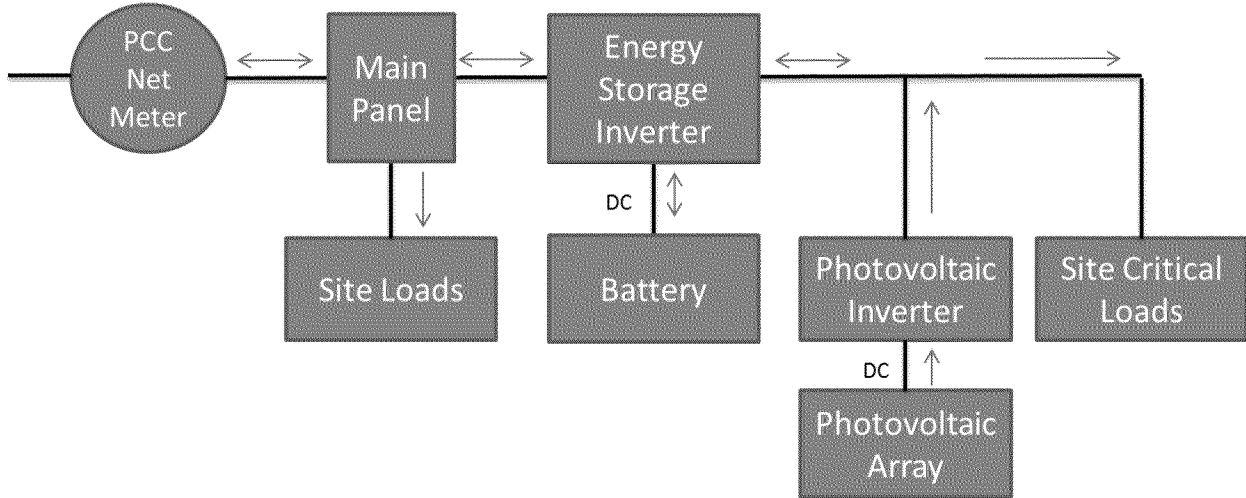 PCC
Net
Meter
Main
Panel
Energy
Storage
Inverter
DC
Site Loads
Battery
Photovoltaic
Inverter
Site Critical
Loads
DC
Photovoltaic
Array